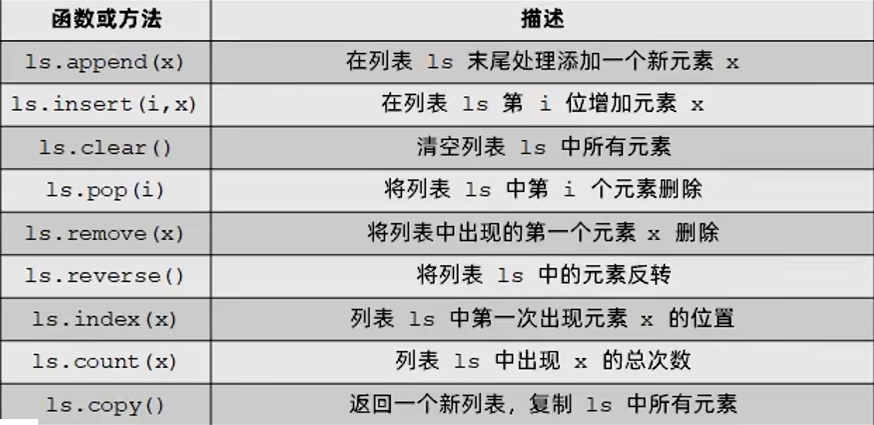 函数或方法 描述
ls.append(x) 在列表 ls 末尾处理添加一个新元素 x
ls.insert(i,x) 在列表 ls 第 i 位增加元素 x
ls.clear() 清空列表 ls 中所有元素
ls.pop(i) 将列表 ls 中第 i 个元素删除
ls.remove(x) 将列表中出现的第一个元素 x 删除
ls.reverse() 将列表 ls 中的元素反转
ls.index(x) 列表 ls 中第一次出现元素 x 的位置
ls.count(x) 列表 ls 中出现 x 的总次数
ls.copy() 返回一个新列表，复制 ls 中所有元素